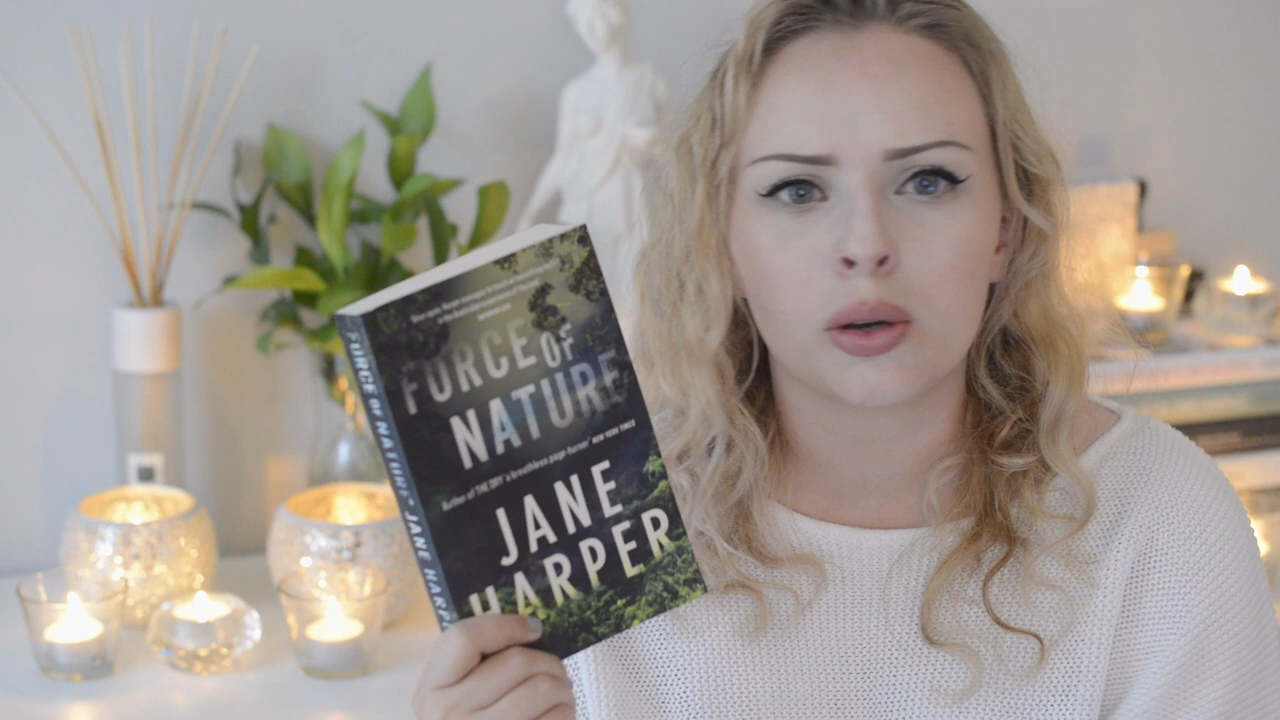 FORCE OF
NATURE
Author of THE DRY 'a breathless page-turner' NEW YORK TIMES
JANE
HARPER
FORCE OF NATURE JANE HARPE